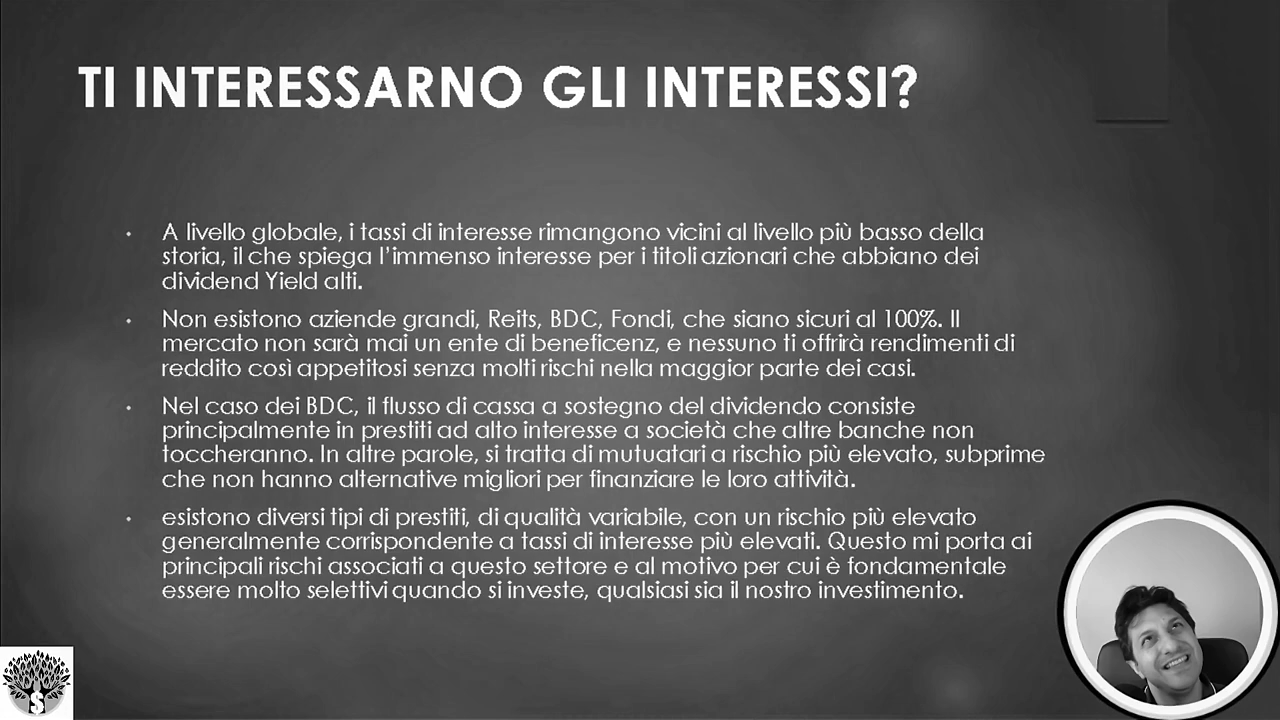 TI INTERESSARNO GLI INTERESSI?
• A livello globale, i tassi di interesse rimangono vicini al livello più basso della
storia, il che spiega l'immenso interesse per i titoli azionari che abbiano dei
dividend Yield alti.
• Non esistono aziende grandi, Reits, BDC, Fondi, che siano sicuri al 100%. Il
mercato non sarà mai un ente di beneficenz, e nessuno ti offrirà rendimenti di
reddito così appetitosi senza molti rischi nella maggior parte dei casi.
• Nel caso dei BDC, il flusso di cassa a sostegno del dividendo consiste
principalmente in prestiti ad alto interesse a società che altre banche non
toccheranno. In altre parole, si tratta di mutuatari a rischio più elevato, subprime
che non hanno alternative migliori per finanziare le loro attività.
• esistono diversi tipi di prestiti, di qualità variabile, con un rischio più elevato
generalmente corrispondente a tassi di interesse più elevati. Questo mi porta ai
principali rischi associati a questo settore e al motivo per cui è fondamentale
essere molto selettivi quando si investe, qualsiasi sia il nostro investimento.
$